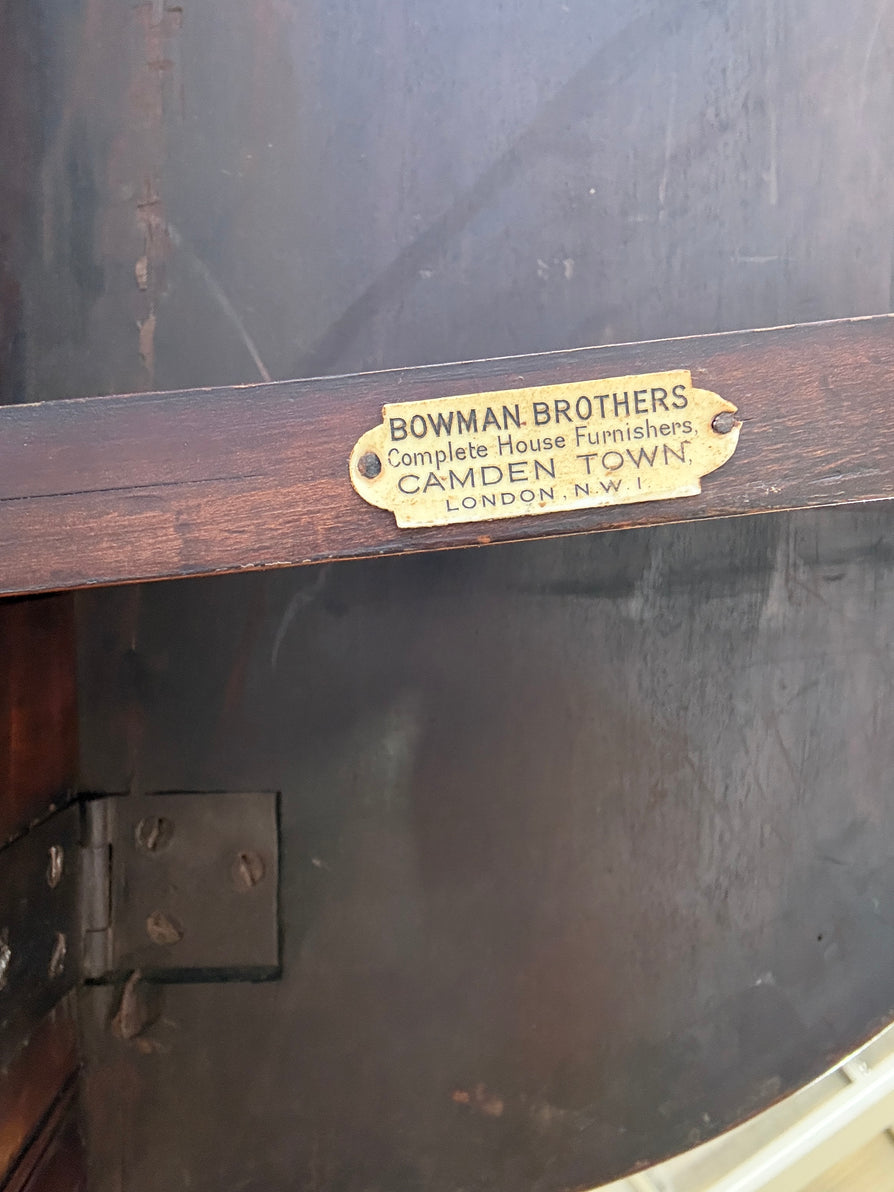 BOWMAN BROTHERS
Complete House Furnishers,
CAMDEN TOWN,
LONDON, N.W.1.